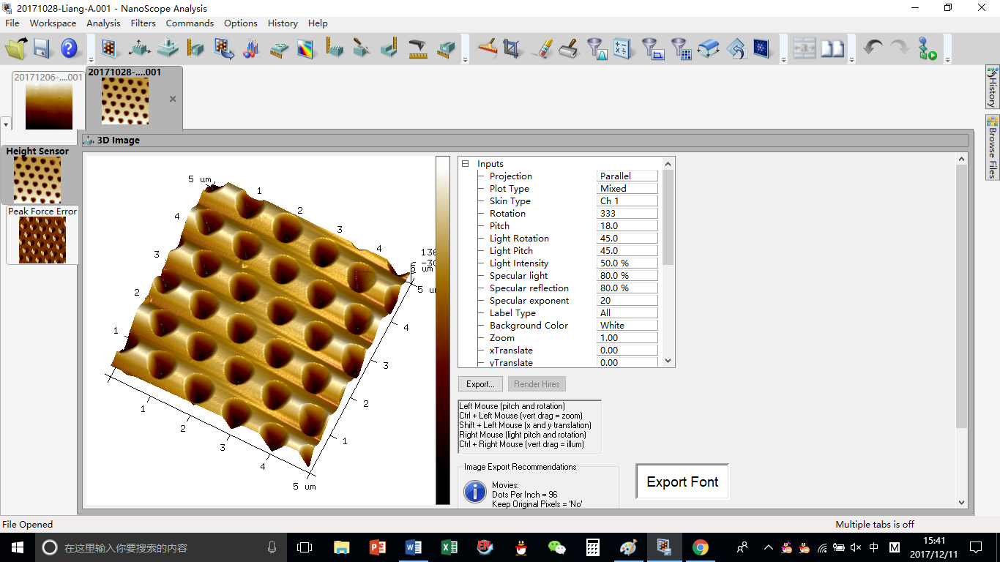 20171028-Liang-A.001 - NanoScope Analysis
File Workspace Analysis Filters Commands Options History Help
20171206-....001
20171028-....001
History
Browse Files
3D Image
Height Sensor
Peak Force Error
5 um
1
2
3
4
4
3
2
1
5 um
4
3
2
1
1
2
3
4
5 um
Inputs
Projection Parallel
Plot Type Mixed
Skin Type Ch 1
Rotation 333
Pitch 18.0
Light Rotation 45.0
Light Pitch 45.0
Light Intensity 50.0 %
Specular light 80.0 %
Specular reflection 80.0 %
Specular exponent 20
Label Type All
Background Color White
Zoom 1.00
xTranslate 0.00
yTranslate 0.00
Export... Render Hires
Left Mouse (pitch and rotation)
Ctrl + Left Mouse (vert drag = zoom)
Shift + Left Mouse (x and y translation)
Right Mouse (light pitch and rotation)
Ctrl + Right Mouse (vert drag = illum)
Image Export Recommendations
Movies:
Dots Per Inch = 96
Keep Original Pixels = 'No'
Export Font
File Opened
Multiple tabs is off
在这里输入你要搜索的内容
中
M
15:41
2017/12/11